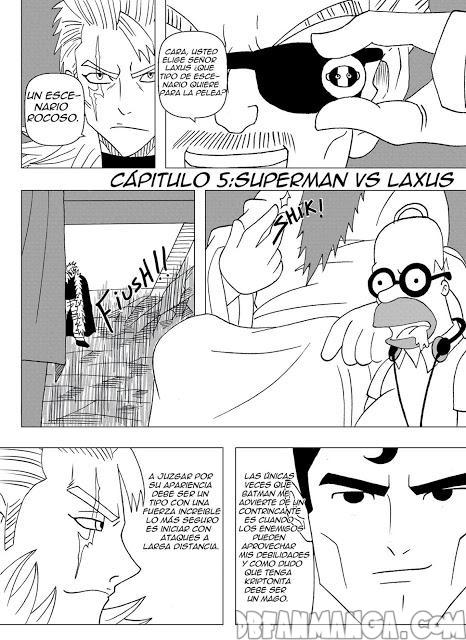 CARA, USTED
ELIGE SEÑOR
LAXUS ¿QUE
TIPO DE ESCE-
NARIO QUIERE
PARA LA PELEA?
UN ESCE-
NARIO
ROCOSO.
CÁPITULO 5:SUPERMAN VS LAXUS
SHIK!
Fiush!!
A JUZSAR POR
SU APARIENCIA
DEBE SER UN
TIPO CON UNA
FUERZA INCREIBLE
LO MÁS SEGURO
ES INICIAR CON
ATAQUES A
LARSA DISTANCIA.
LAS ÚNICAS
VECES QUE
BATMAN ME
ADVIERTE DE UN
CONTRINCANTE
ES CUANDO
LOS ENEMIGOS
PUEDEN
APROVECHAR
MIS DEBILIDADES
Y COMO DUDO
QUE TENGA
KRIPTONITA
DEBE SER
UN MAGO.
DBFANMANGA.COM